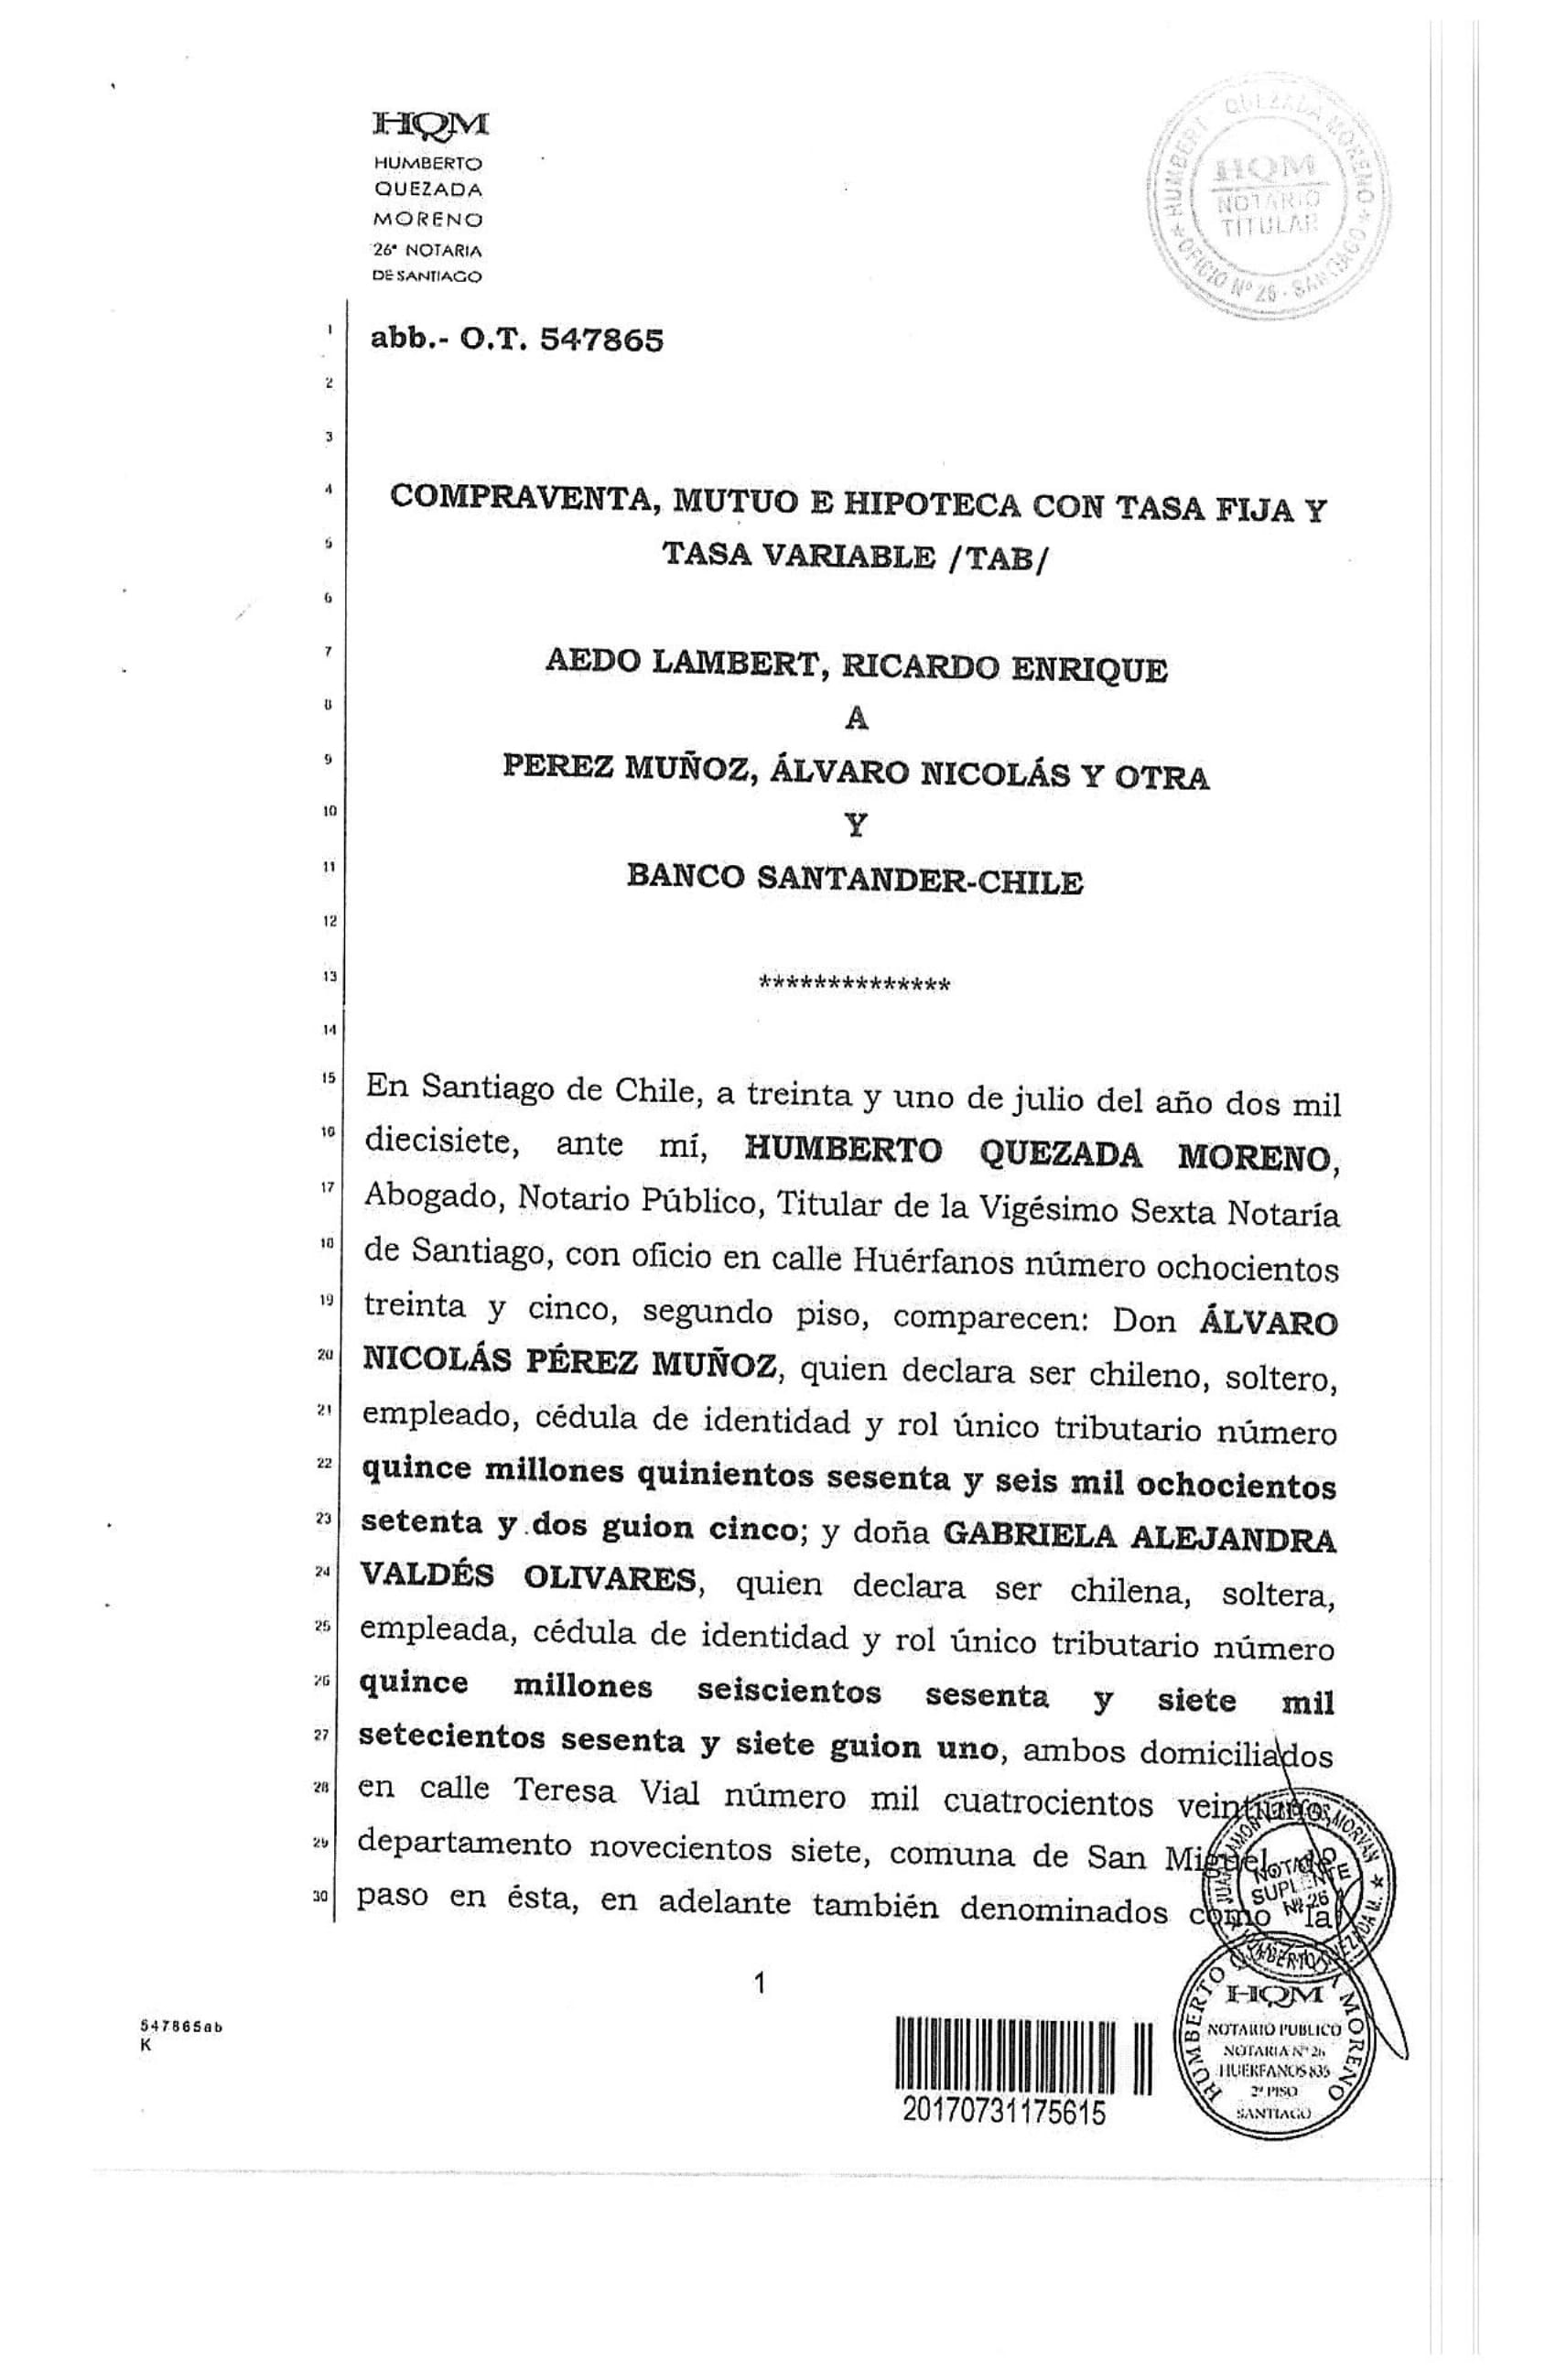 HQM
HUMBERTO
QUEZADA
MORENO
26ª NOTARIA
DE SANTIAGO
HUMBERTO QUEZADA MORENO
HQM
NOTARIO
TITULAR
OFICIO Nº 26 - SANTIAGO
1 abb.- O.T. 547865
2
3
4 COMPRAVENTA, MUTUO E HIPOTECA CON TASA FIJA Y
5 TASA VARIABLE /TAB/
6
7 AEDO LAMBERT, RICARDO ENRIQUE
8 A
9 PEREZ MUÑOZ, ÁLVARO NICOLÁS Y OTRA
10 Y
11 BANCO SANTANDER-CHILE
12
13 **************
14
15 En Santiago de Chile, a treinta y uno de julio del año dos mil
16 diecisiete, ante mí, HUMBERTO QUEZADA MORENO,
17 Abogado, Notario Público, Titular de la Vigésimo Sexta Notaría
18 de Santiago, con oficio en calle Huérfanos número ochocientos
19 treinta y cinco, segundo piso, comparecen: Don ÁLVARO
20 NICOLÁS PÉREZ MUÑOZ, quien declara ser chileno, soltero,
21 empleado, cédula de identidad y rol único tributario número
22 quince millones quinientos sesenta y seis mil ochocientos
23 setenta y dos guion cinco; y doña GABRIELA ALEJANDRA
24 VALDÉS OLIVARES, quien declara ser chilena, soltera,
25 empleada, cédula de identidad y rol único tributario número
26 quince millones seiscientos sesenta y siete mil
27 setecientos sesenta y siete guion uno, ambos domiciliados
28 en calle Teresa Vial número mil cuatrocientos
29 departamento novecientos siete, comuna de San Miguel, de
30 paso en ésta, en adelante también denominados como la
NOTARIO
SUPLENTE
Nº 26
1
547865ab
K
20170731175615
HUMBERTO MORENO
HQM
NOTARIO PUBLICO
NOTARIA Nº 26
HUERFANOS 835
2º PISO
SANTIAGO